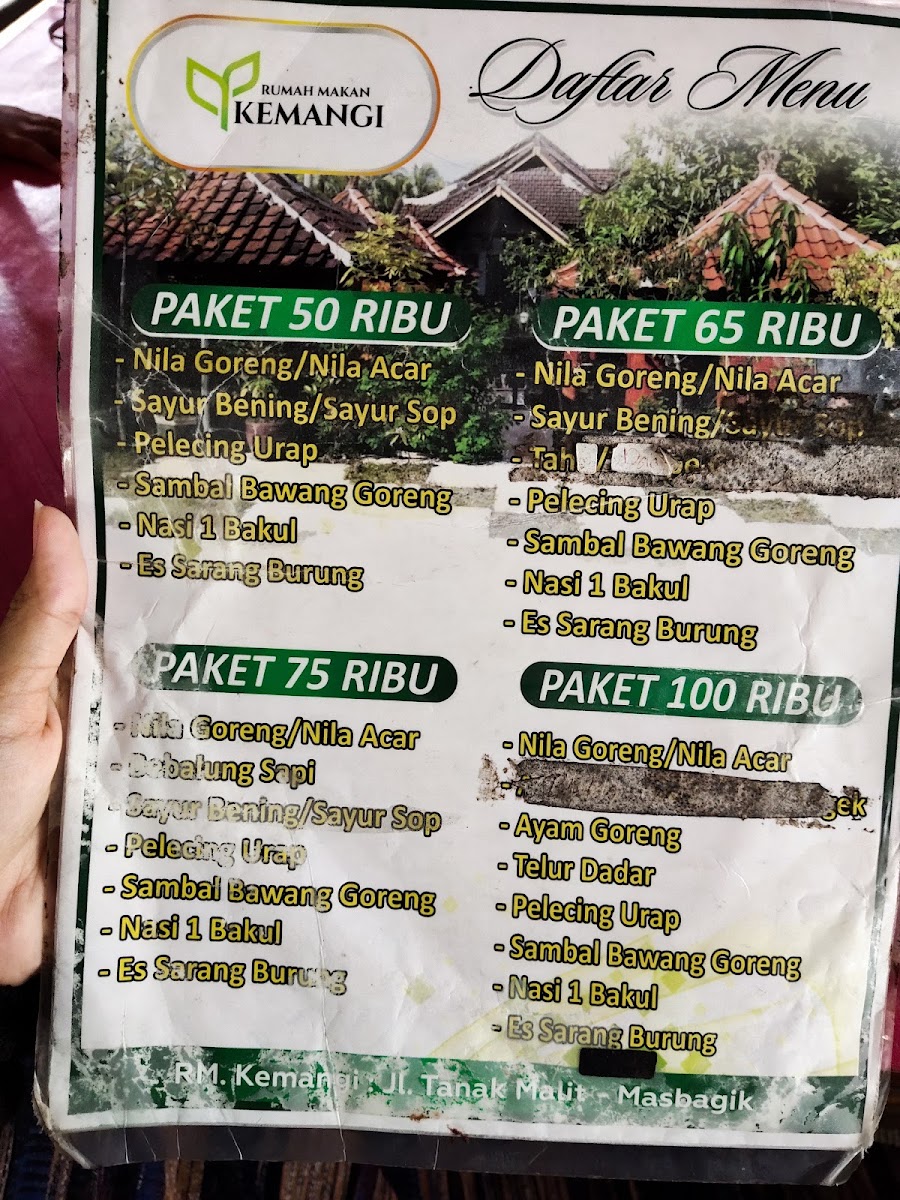 RUMAH MAKAN
KEMANGI
Daftar Menu
PAKET 50 RIBU
- Nila Goreng/Nila Acar
- Sayur Bening/Sayur Sop
- Pelecing Urap
- Sambal Bawang Goreng
- Nasi 1 Bakul
- Es Sarang Burung
PAKET 65 RIBU
- Nila Goreng/Nila Acar
- Sayur Bening/Sayur Sop
- Pelecing Urap
- Sambal Bawang Goreng
- Nasi 1 Bakul
- Es Sarang Burung
PAKET 75 RIBU
- Nila Goreng/Nila Acar
- Bebalung Sapi
- Sayur Bening/Sayur Sop
- Pelecing Urap
- Sambal Bawang Goreng
- Nasi 1 Bakul
- Es Sarang Burung
PAKET 100 RIBU
- Nila Goreng/Nila Acar
- Ayam Goreng
- Telur Dadar
- Pelecing Urap
- Sambal Bawang Goreng
- Nasi 1 Bakul
- Es Sarang Burung
RM. Kemangi Jl. Tanak Malit - Masbagik